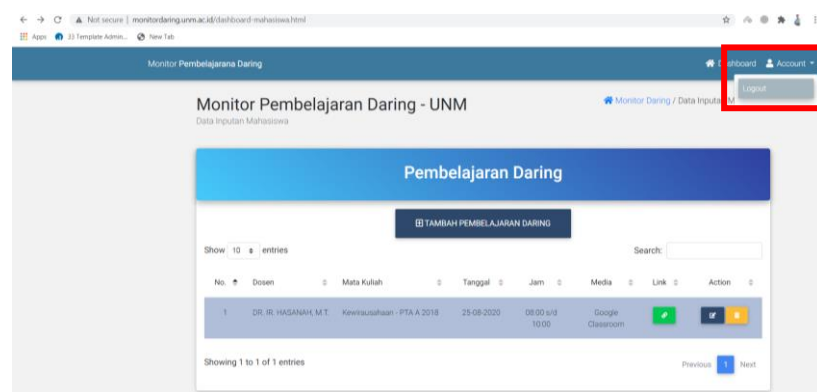 Not secure | monitordaring.unm.ac.id/dashboard-mahasiswa.html
Apps 33 Template Admin... New Tab
Monitor Pembelajarana Daring
Dashboard Account
Logout
Monitor Pembelajaran Daring - UNM
Monitor Daring / Data Inputan M
Data Inputan Mahasiswa
Pembelajaran Daring
TAMBAH PEMBELAJARAN DARING
Show 10 entries
Search:
No. Dosen Mata Kuliah Tanggal Jam Media Link Action
1 DR. IR. HASANAH, M.T. Kewirausahaan - PTA A 2018 25-08-2020 08:00 s/d Google
10:00 Classroom
Showing 1 to 1 of 1 entries
Previous 1 Next